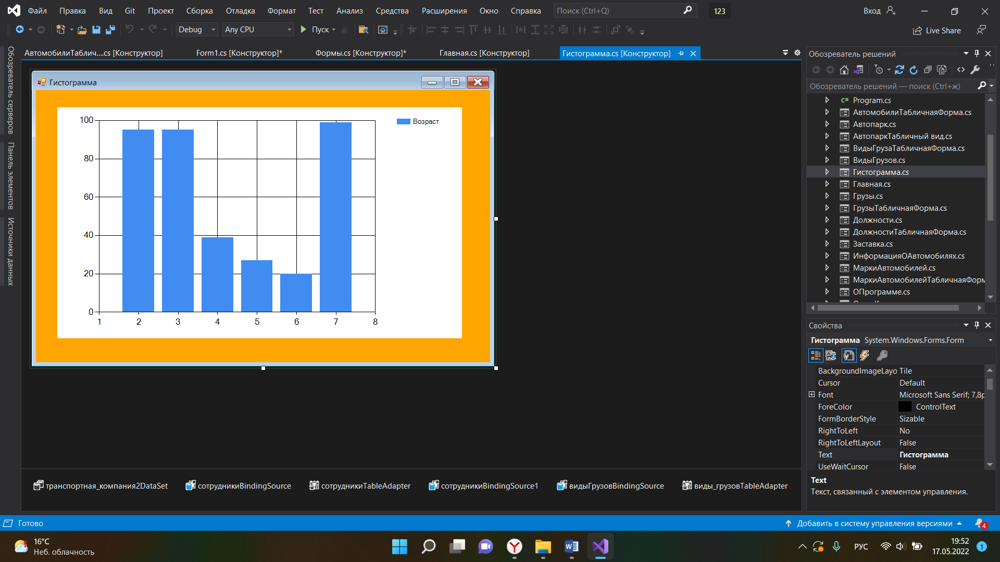 Файл Правка Вид Git Проект Сборка Отладка Формат Тест Анализ Средства Расширения Окно Справка Поиск (Ctrl+Q) 123 Вход
Debug Any CPU Пуск Live Share
АвтомобилиТаблич....cs [Конструктор] Form1.cs [Конструктор]* Формы.cs [Конструктор]* Главная.cs [Конструктор] Гистограмма.cs [Конструктор]
Обозреватель серверов
Панель элементов
Источники данных
Гистограмма
100
80
60
40
20
0
1 2 3 4 5 6 7 8
Возраст
транспортная_компания2DataSet сотрудникиBindingSource сотрудникиTableAdapter сотрудникиBindingSource1 видыГрузовBindingSource виды_грузовTableAdapter
Обозреватель решений
Обозреватель решений — поиск (Ctrl+ж)
Program.cs
АвтомобилиТабличнаяФорма.cs
Автопарк.cs
АвтопаркТабличный вид.cs
ВидыГрузаТабличнаяФорма.cs
ВидыГрузов.cs
Гистограмма.cs
Главная.cs
Грузы.cs
ГрузыТабличнаяФорма.cs
Должности.cs
ДолжностиТабличнаяФорма.cs
Заставка.cs
ИнформацияОАвтомобилях.cs
МаркиАвтомобилей.cs
МаркиАвтомобилейТабличнаяФорм
ОПрограмме.cs
Свойства
Гистограмма System.Windows.Forms.Form
BackgroundImageLayo Tile
Cursor Default
Font Microsoft Sans Serif; 7,8p
ForeColor ControlText
FormBorderStyle Sizable
RightToLeft No
RightToLeftLayout False
Text Гистограмма
UseWaitCursor False
Text
Текст, связанный с элементом управления.
Готово Добавить в систему управления версиями 4
16°C
Неб. облачность
РУС
19:52
17.05.2022
1